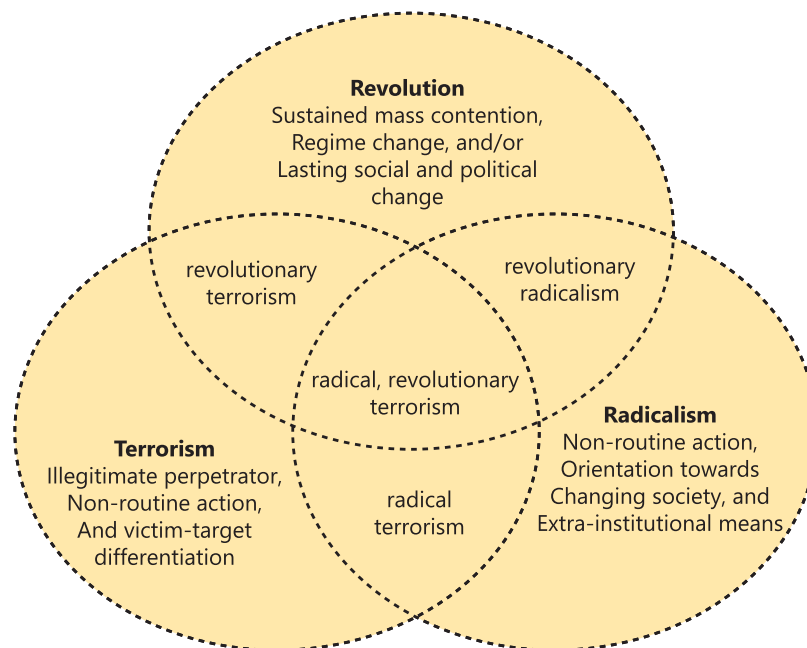 Revolution
Sustained mass contention,
Regime change, and/or
Lasting social and political
change
revolutionary
terrorism
revolutionary
radicalism
radical, revolutionary
terrorism
Terrorism
Illegitimate perpetrator,
Non-routine action,
And victim-target
differentiation
radical
terrorism
Radicalism
Non-routine action,
Orientation towards
Changing society, and
Extra-institutional means